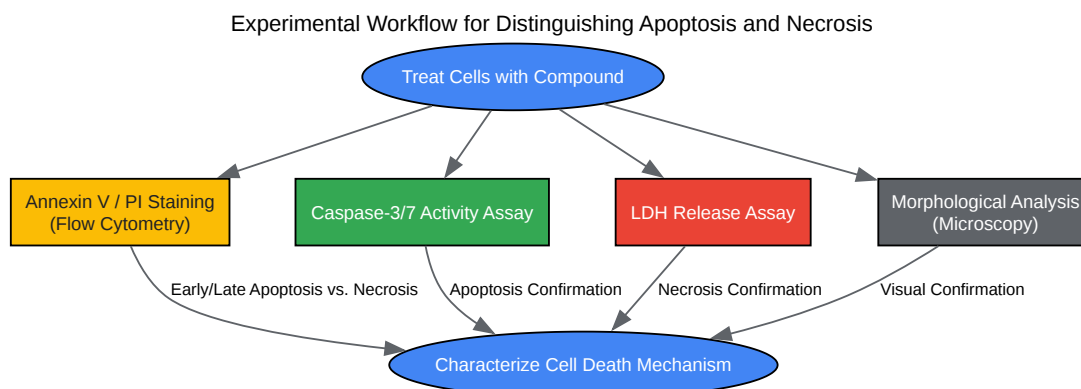 Experimental Workflow for Distinguishing Apoptosis and Necrosis
Treat Cells with Compound
Annexin V / PI Staining
(Flow Cytometry)
Caspase-3/7 Activity Assay
LDH Release Assay
Morphological Analysis
(Microscopy)
Early/Late Apoptosis vs. Necrosis
Apoptosis Confirmation
Necrosis Confirmation
Visual Confirmation
Characterize Cell Death Mechanism